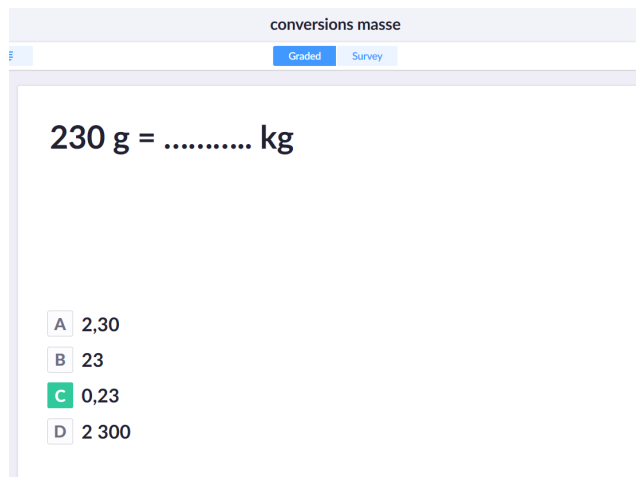 conversions masse
Graded Survey
230 g = ........... kg
A 2,30
B 23
C 0,23
D 2 300